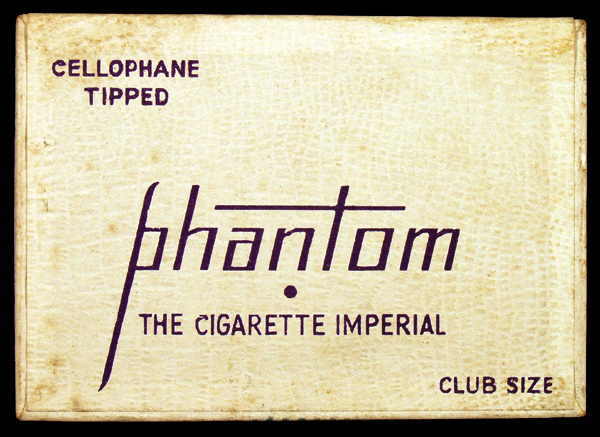 CELLOPHANE
TIPPED
phantom
THE CIGARETTE IMPERIAL
CLUB SIZE